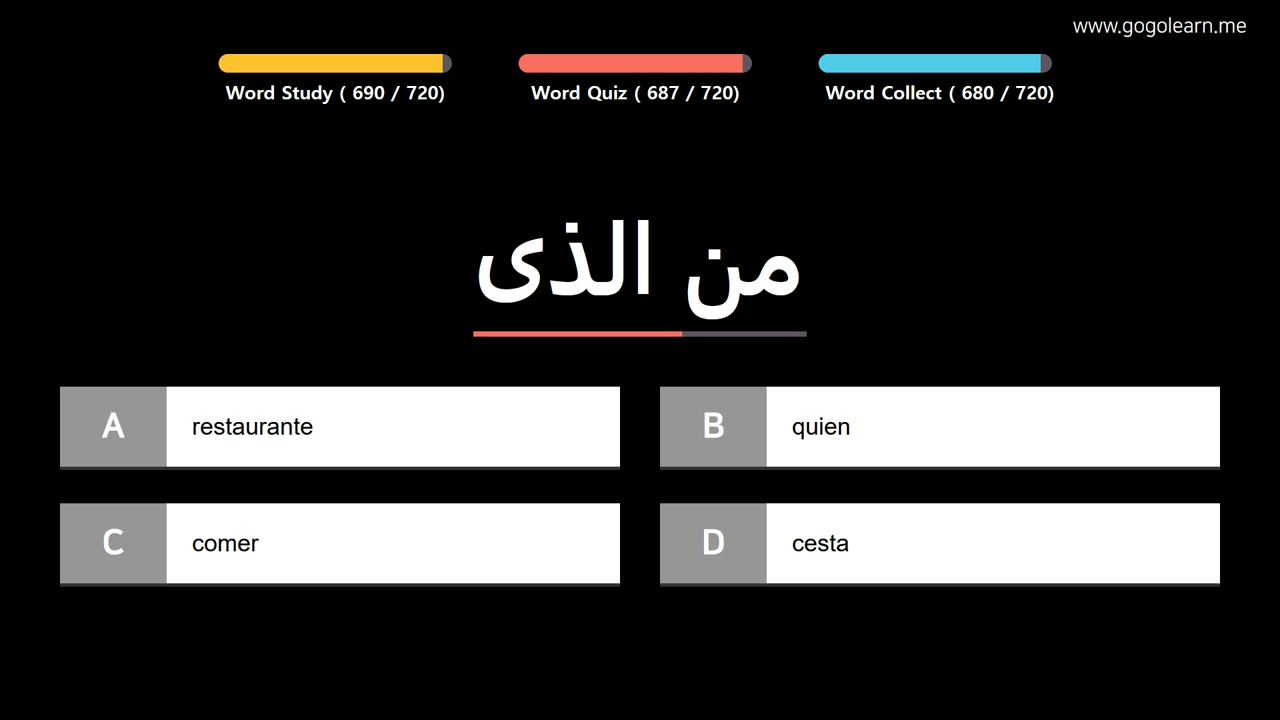 www.gogolearn.me
Word Study ( 690 / 720)
Word Quiz ( 687 / 720)
Word Collect ( 680 / 720)
من الذى
A restaurante
B quien
C comer
D cesta